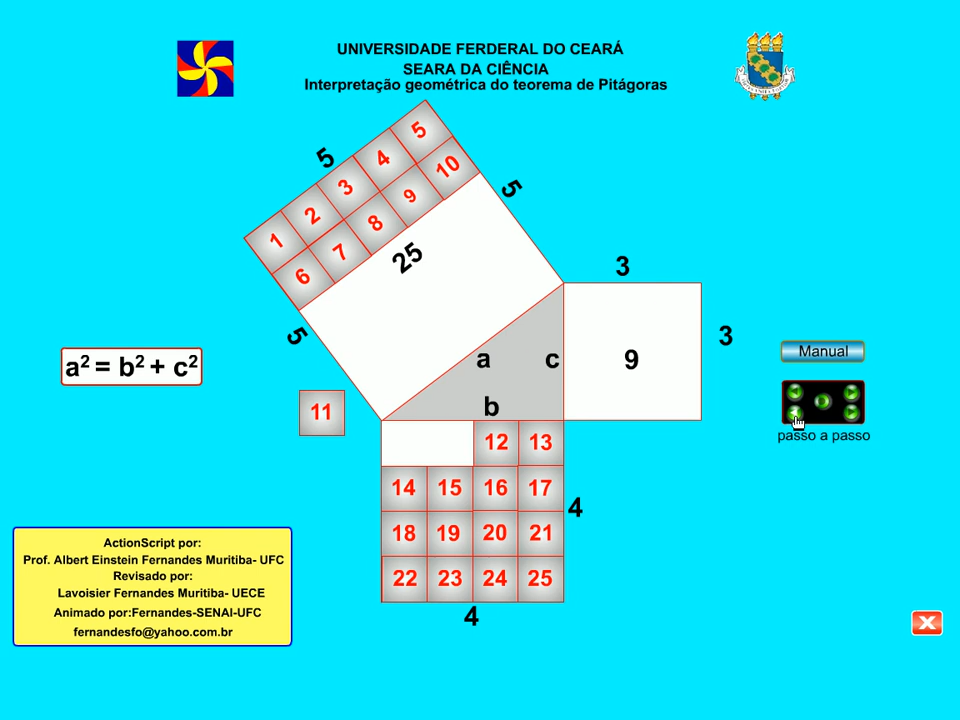 UNIVERSIDADE FERDERAL DO CEARÁ
SEARA DA CIÊNCIA
Interpretação geométrica do teorema de Pitágoras
5
1 2 3 4 5
6 7 8 9 10
5
25
5
3
3
9
a c
b
a² = b² + c²
Manual
passo a passo
11
12 13
14 15 16 17
4
18 19 20 21
22 23 24 25
4
ActionScript por:
Prof. Albert Einstein Fernandes Muritiba- UFC
Revisado por:
Lavoisier Fernandes Muritiba- UECE
Animado por:Fernandes-SENAI-UFC
fernandesfo@yahoo.com.br
X